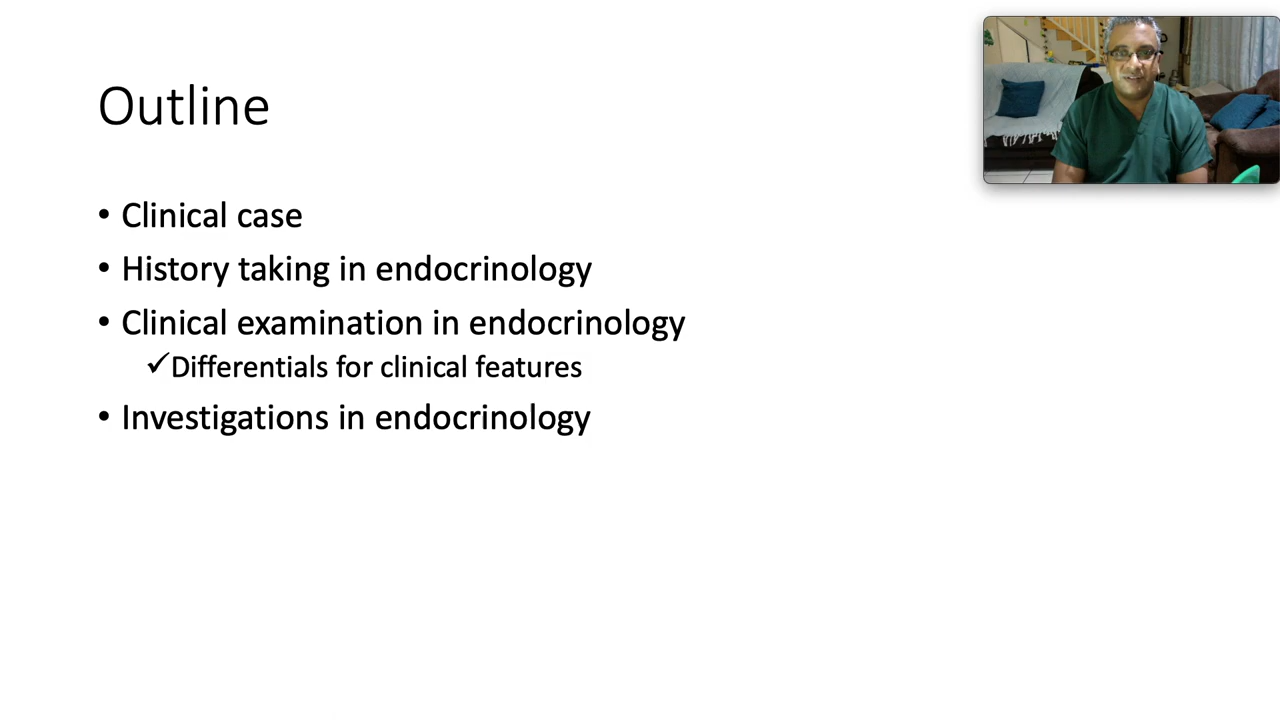 Outline
• Clinical case
• History taking in endocrinology
• Clinical examination in endocrinology
✓Differentials for clinical features
• Investigations in endocrinology